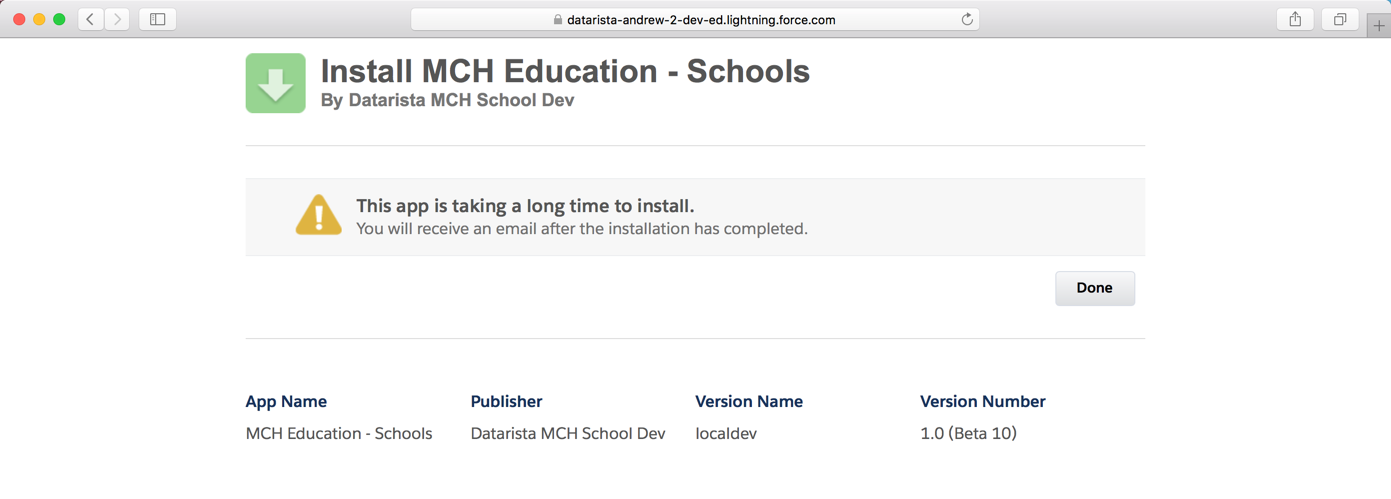 datarista-andrew-2-dev-ed.lightning.force.com
Install MCH Education - Schools
By Datarista MCH School Dev
This app is taking a long time to install.
You will receive an email after the installation has completed.
Done
App Name Publisher Version Name Version Number
MCH Education - Schools Datarista MCH School Dev localdev 1.0 (Beta 10)